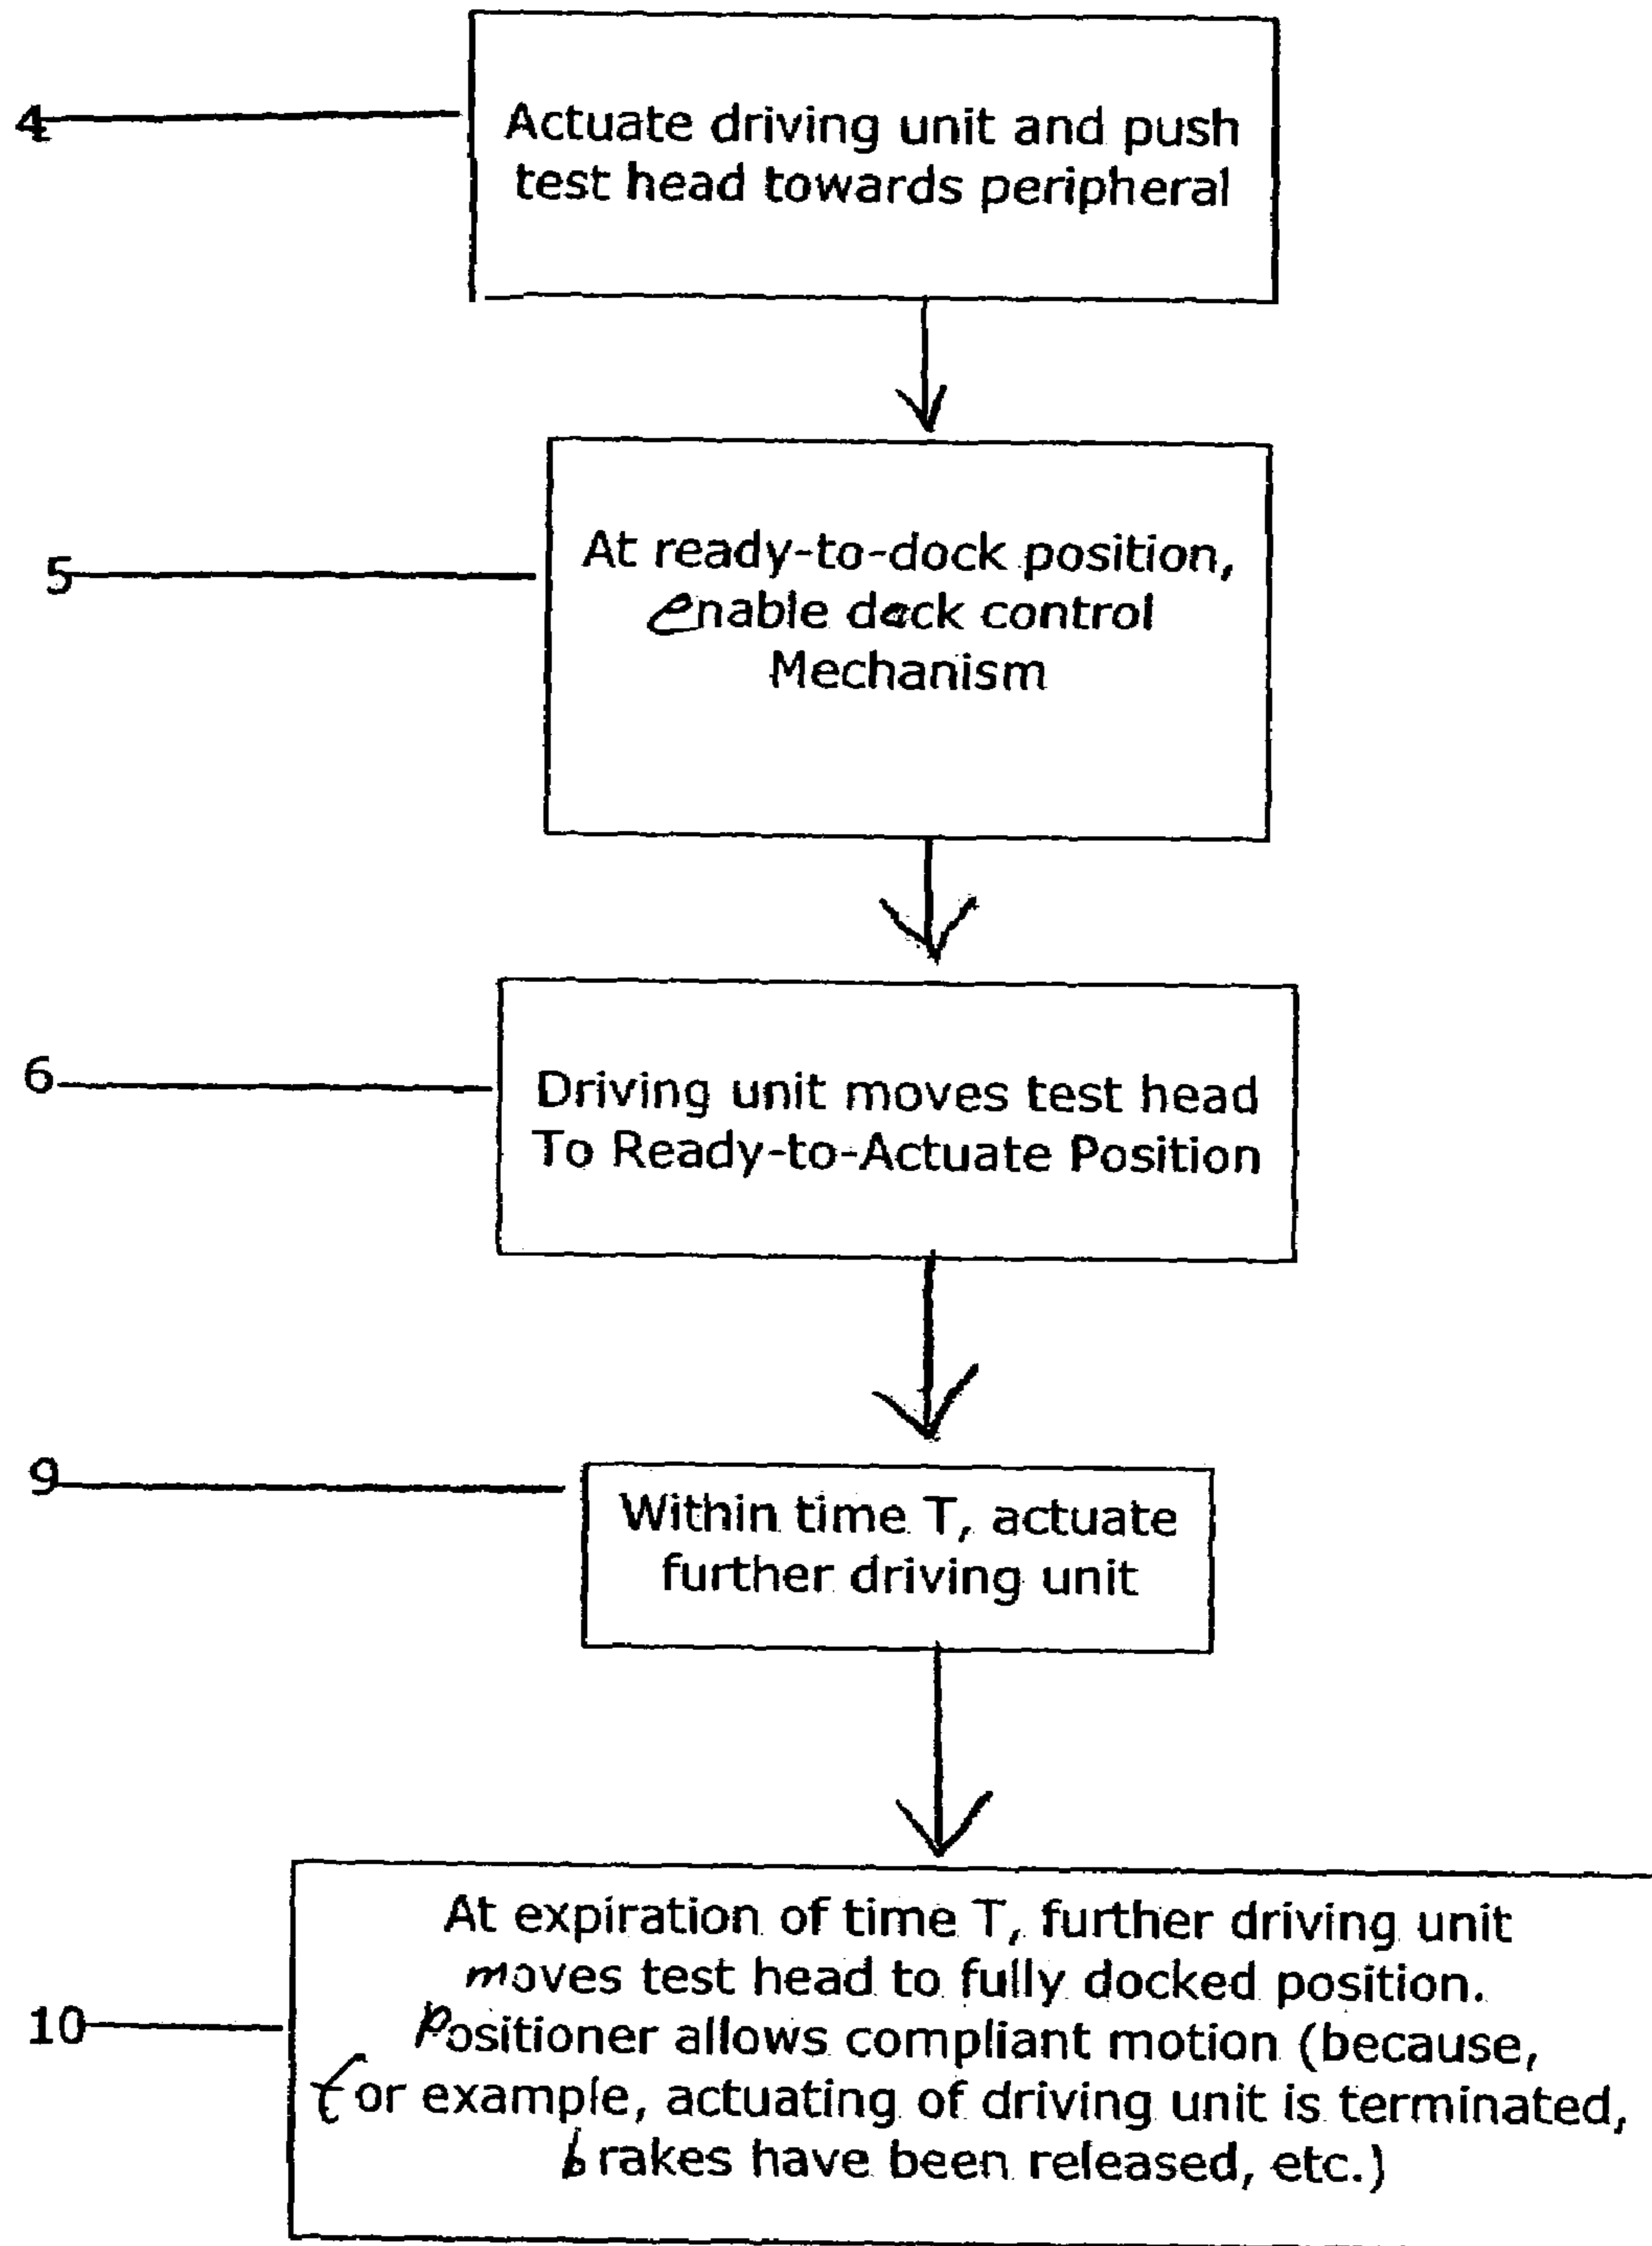 4
Actuate driving unit and push
test head towards peripheral
5
At ready-to-dock position,
enable dock control
Mechanism
6
Driving unit moves test head
To Ready-to-Actuate Position
9
Within time T, actuate
further driving unit
10
At expiration of time T, further driving unit
moves test head to fully docked position.
Positioner allows compliant motion (because,
for example, actuating of driving unit is terminated,
brakes have been released, etc.)